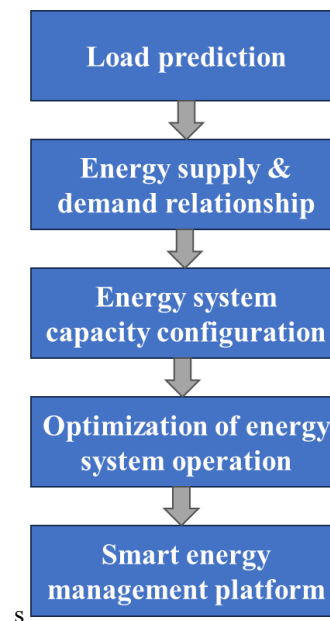 Load prediction
Energy supply &
demand relationship
Energy system
capacity configuration
Optimization of energy
system operation
Smart energy
management platform
s